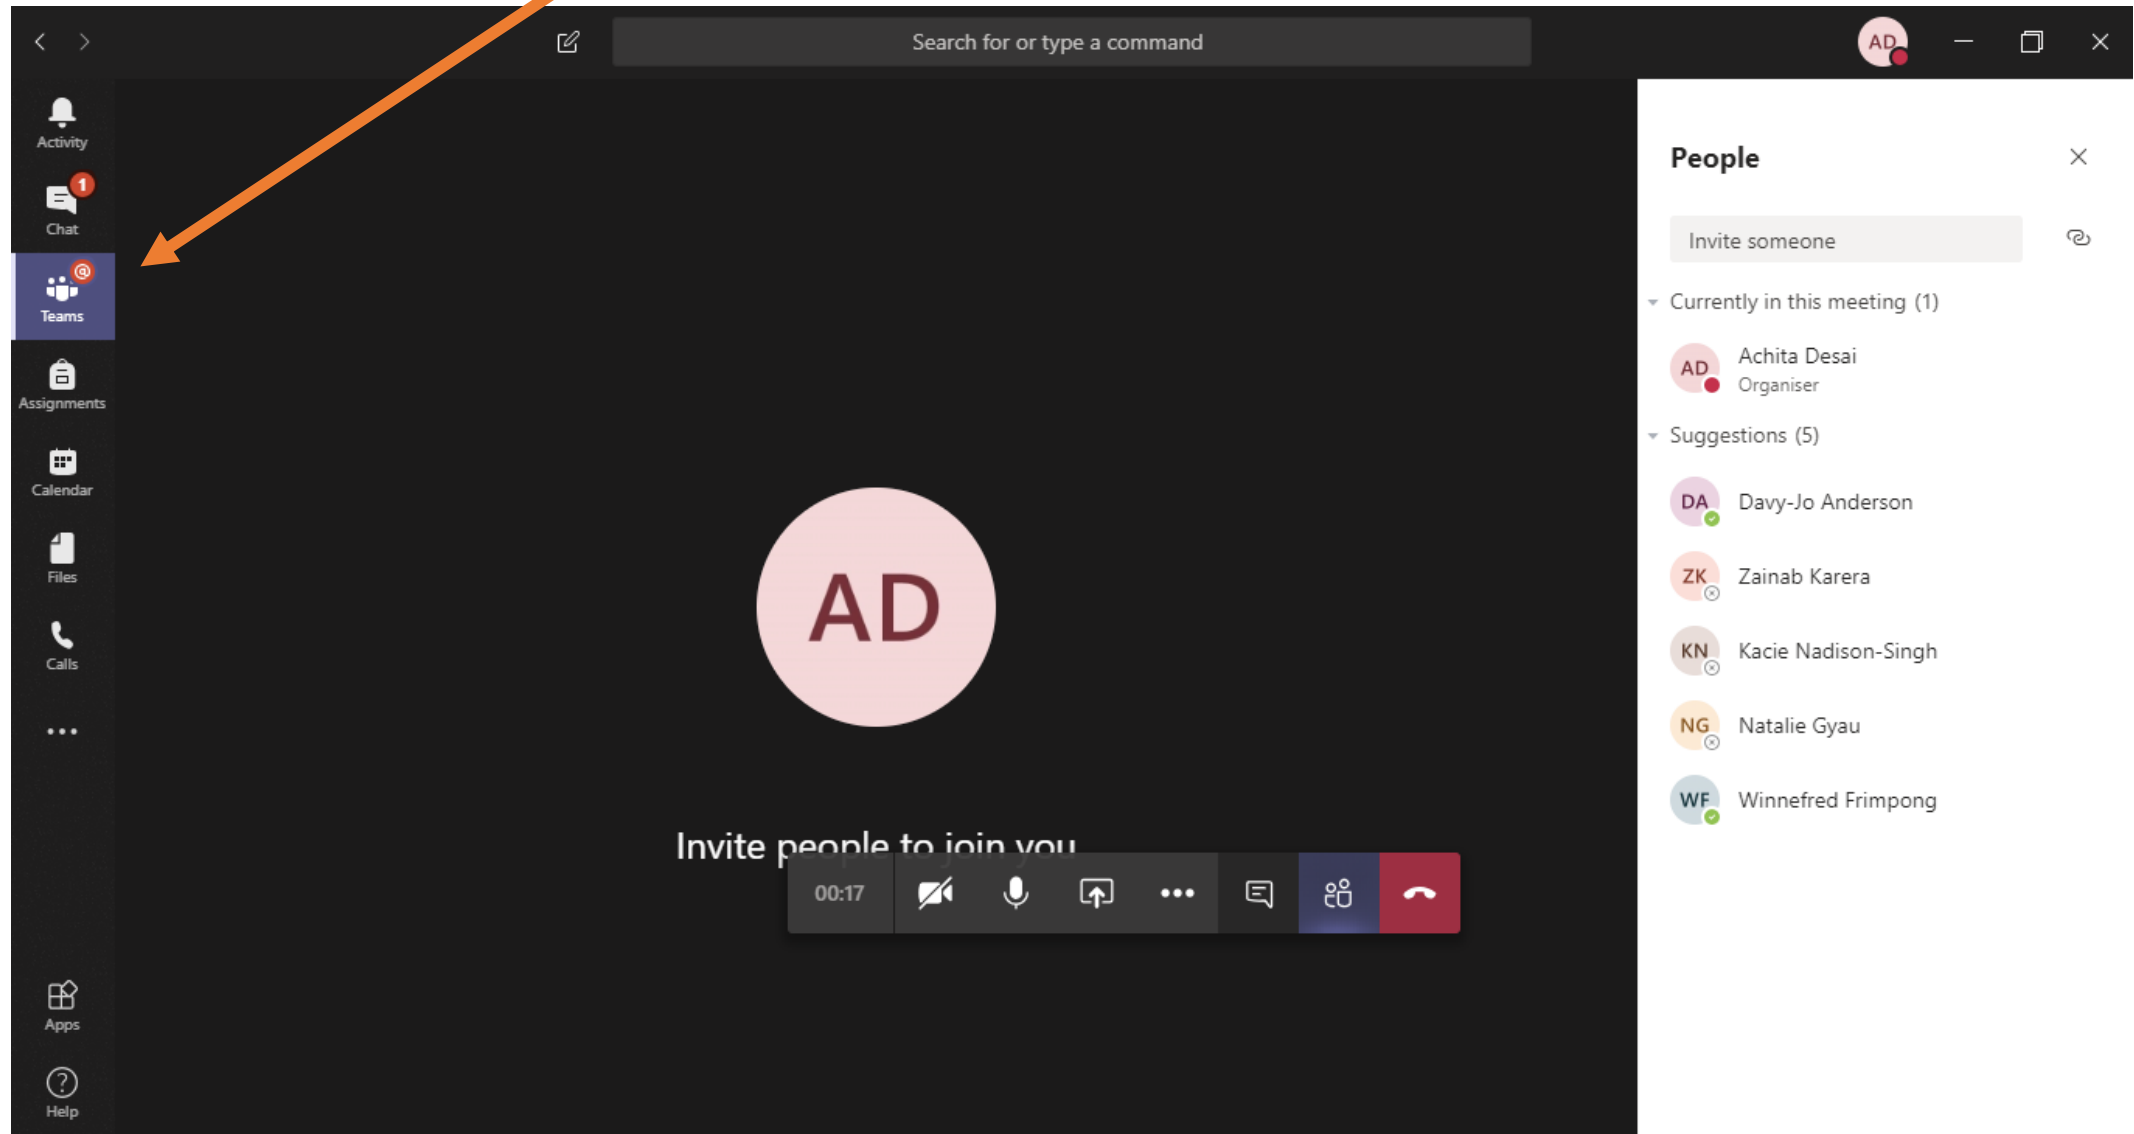 Search for or type a command
AD
Activity
1
Chat
@
Teams
Assignments
Calendar
Files
Calls
Apps
Help
AD
Invite people to join you
00:17
People
Invite someone
Currently in this meeting (1)
AD
Achita Desai
Organiser
Suggestions (5)
DA
Davy-Jo Anderson
ZK
Zainab Karera
KN
Kacie Nadison-Singh
NG
Natalie Gyau
WF
Winnefred Frimpong